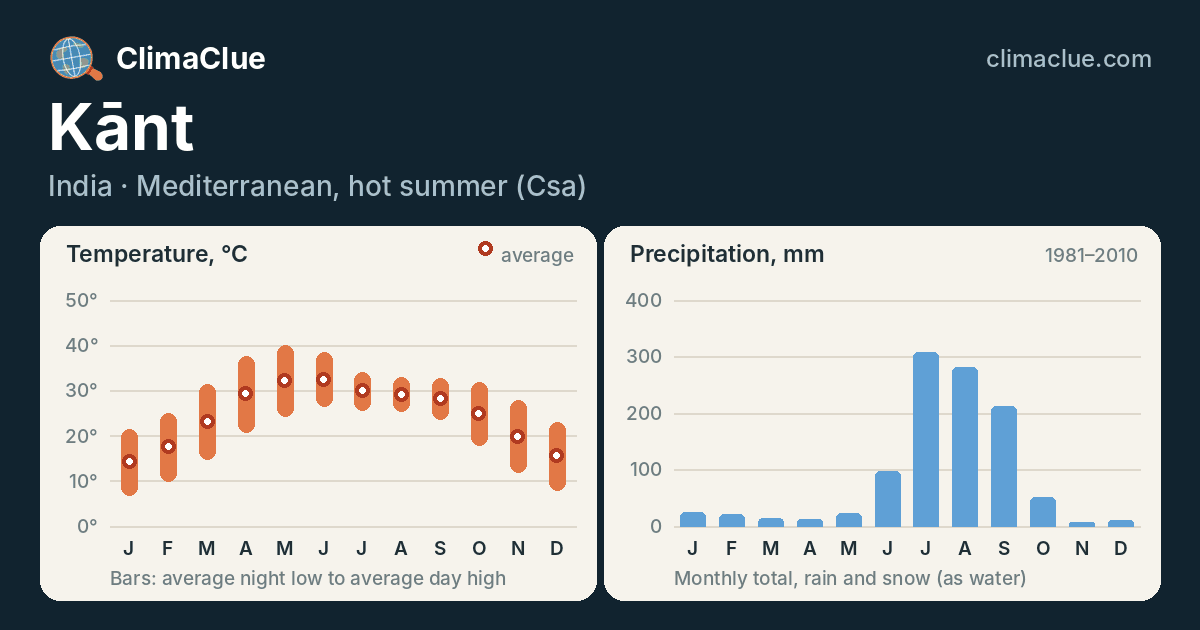 ClimaClue
climaclue.com
Kānt
India · Mediterranean, hot summer (Csa)
Temperature, °C
average
50°
40°
30°
20°
10°
0°
J F M A M J J A S O N D
Bars: average night low to average day high
Precipitation, mm
1981–2010
400
300
200
100
0
J F M A M J J A S O N D
Monthly total, rain and snow (as water)